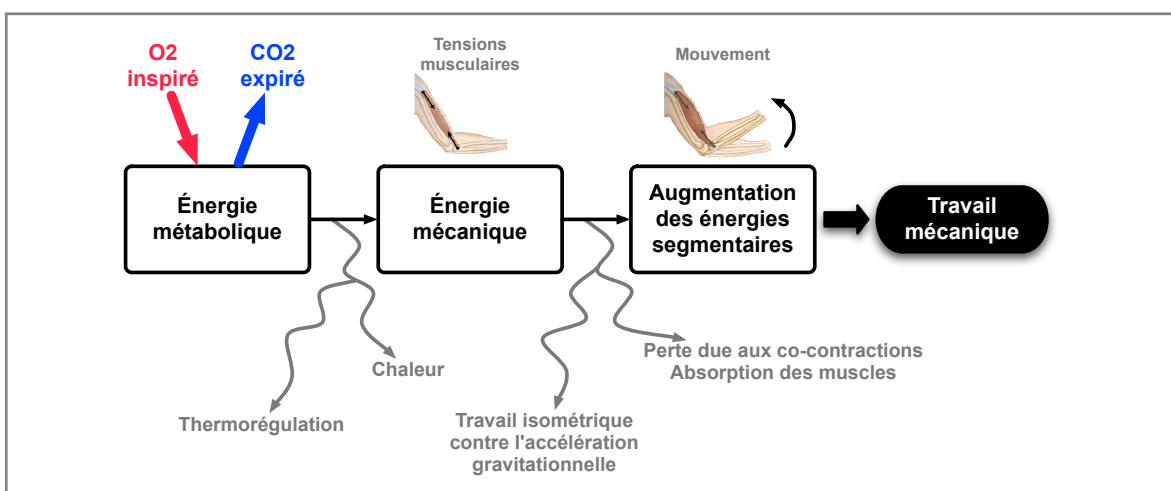 O2
inspiré
CO2
expiré
Tensions
musculaires
Mouvement
Énergie
métabolique
Énergie
mécanique
Augmentation
des énergies
segmentaires
Travail
mécanique
Chaleur
Thermorégulation
Perte due aux co-contractions
Absorption des muscles
Travail isométrique
contre l'accélération
gravitationnelle